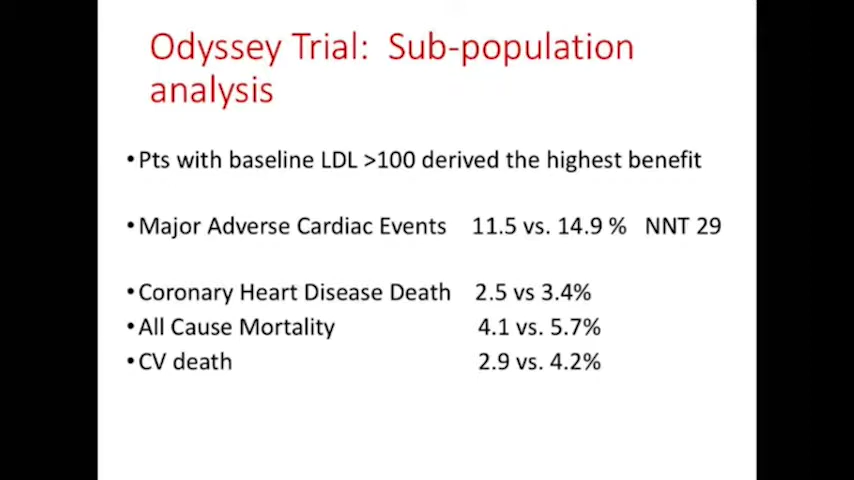 Odyssey Trial: Sub-population
analysis
• Pts with baseline LDL >100 derived the highest benefit
• Major Adverse Cardiac Events 11.5 vs. 14.9 % NNT 29
• Coronary Heart Disease Death 2.5 vs 3.4%
• All Cause Mortality 4.1 vs. 5.7%
• CV death 2.9 vs. 4.2%